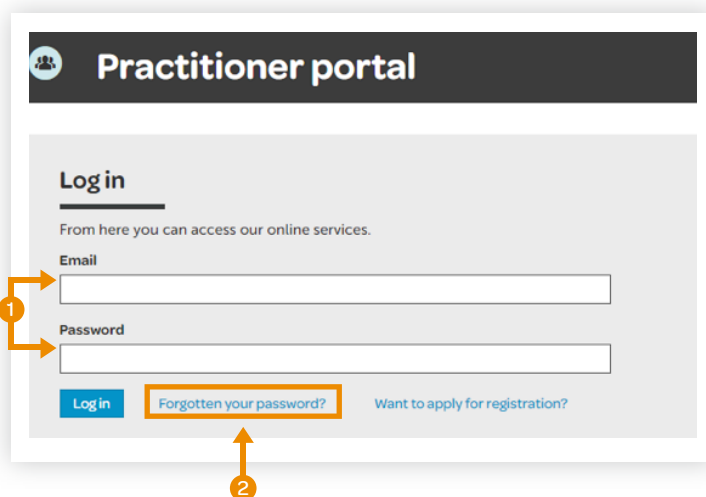 Practitioner portal
Log in
From here you can access our online services.
Email
1
Password
Log in Forgotten your password? Want to apply for registration?
2